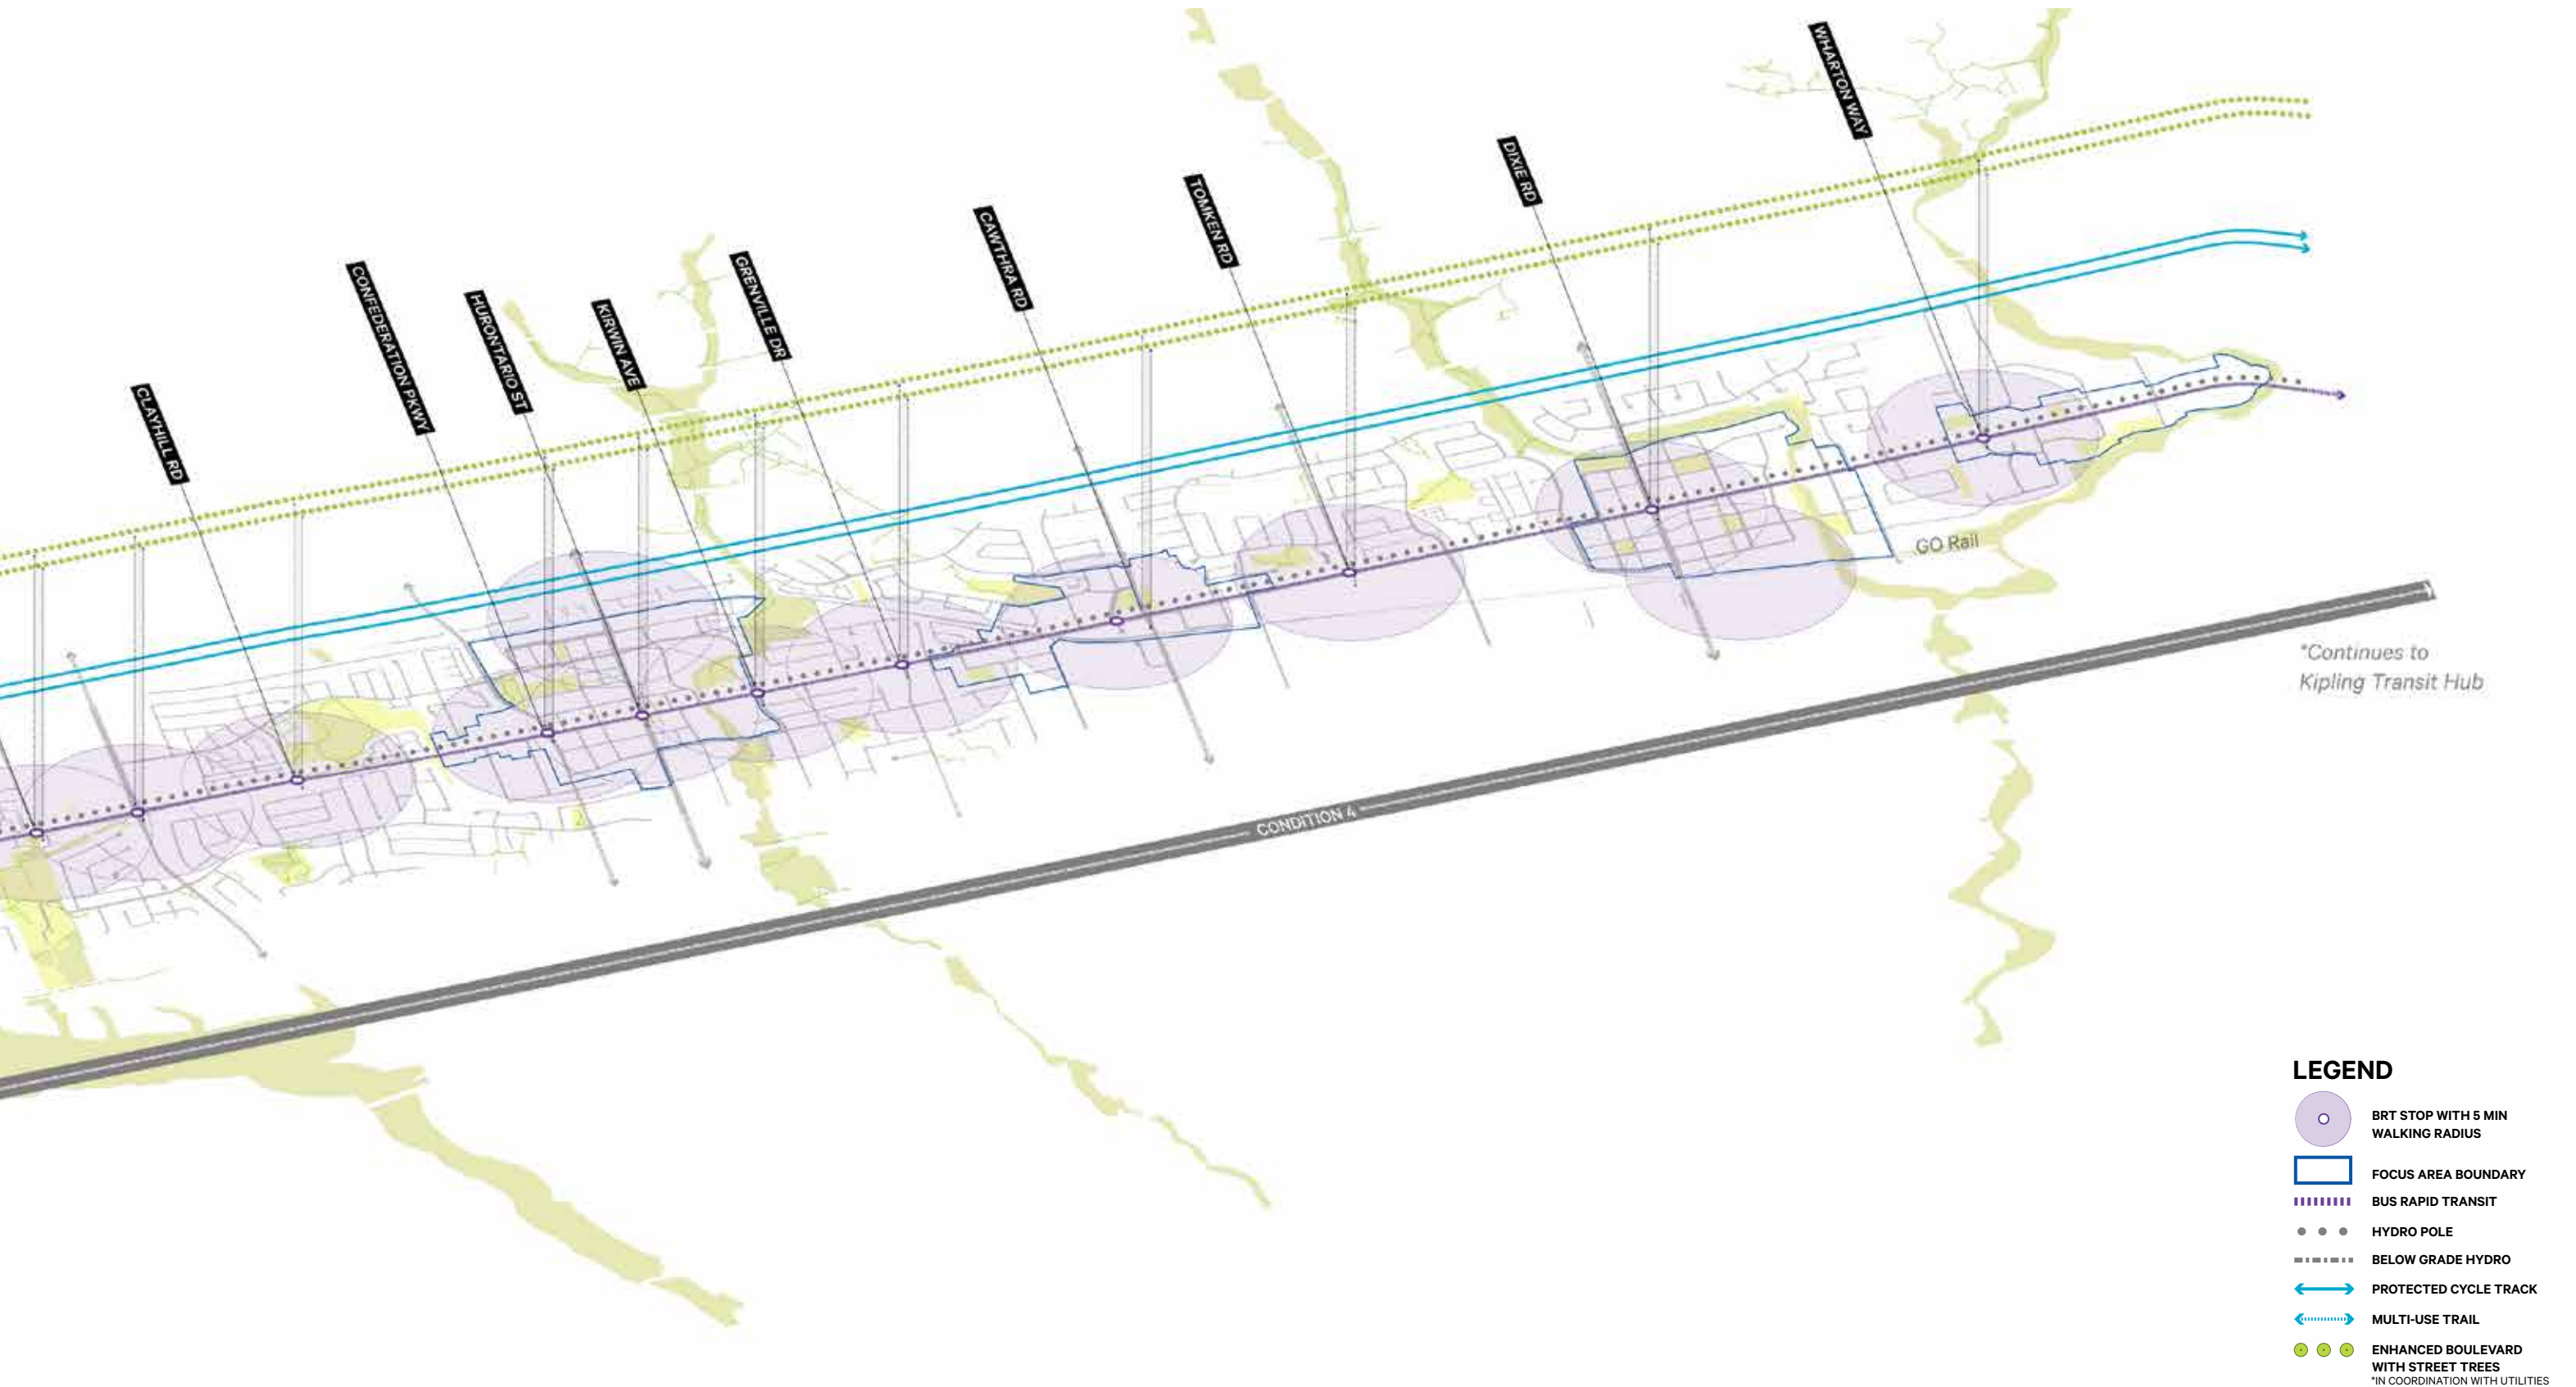 WHARTON WAY
DIXIE RD
TOMKEN RD
CAWTHRA RD
GRENVILLE DR
KIRWIN AVE
HURONTARIO ST
CONFEDERATION PKWY
CLAYHILL RD
GO Rail
*Continues to
Kipling Transit Hub
CONDITION 4
LEGEND
BRT STOP WITH 5 MIN
WALKING RADIUS
FOCUS AREA BOUNDARY
BUS RAPID TRANSIT
HYDRO POLE
BELOW GRADE HYDRO
PROTECTED CYCLE TRACK
MULTI-USE TRAIL
ENHANCED BOULEVARD
WITH STREET TREES
*IN COORDINATION WITH UTILITIES